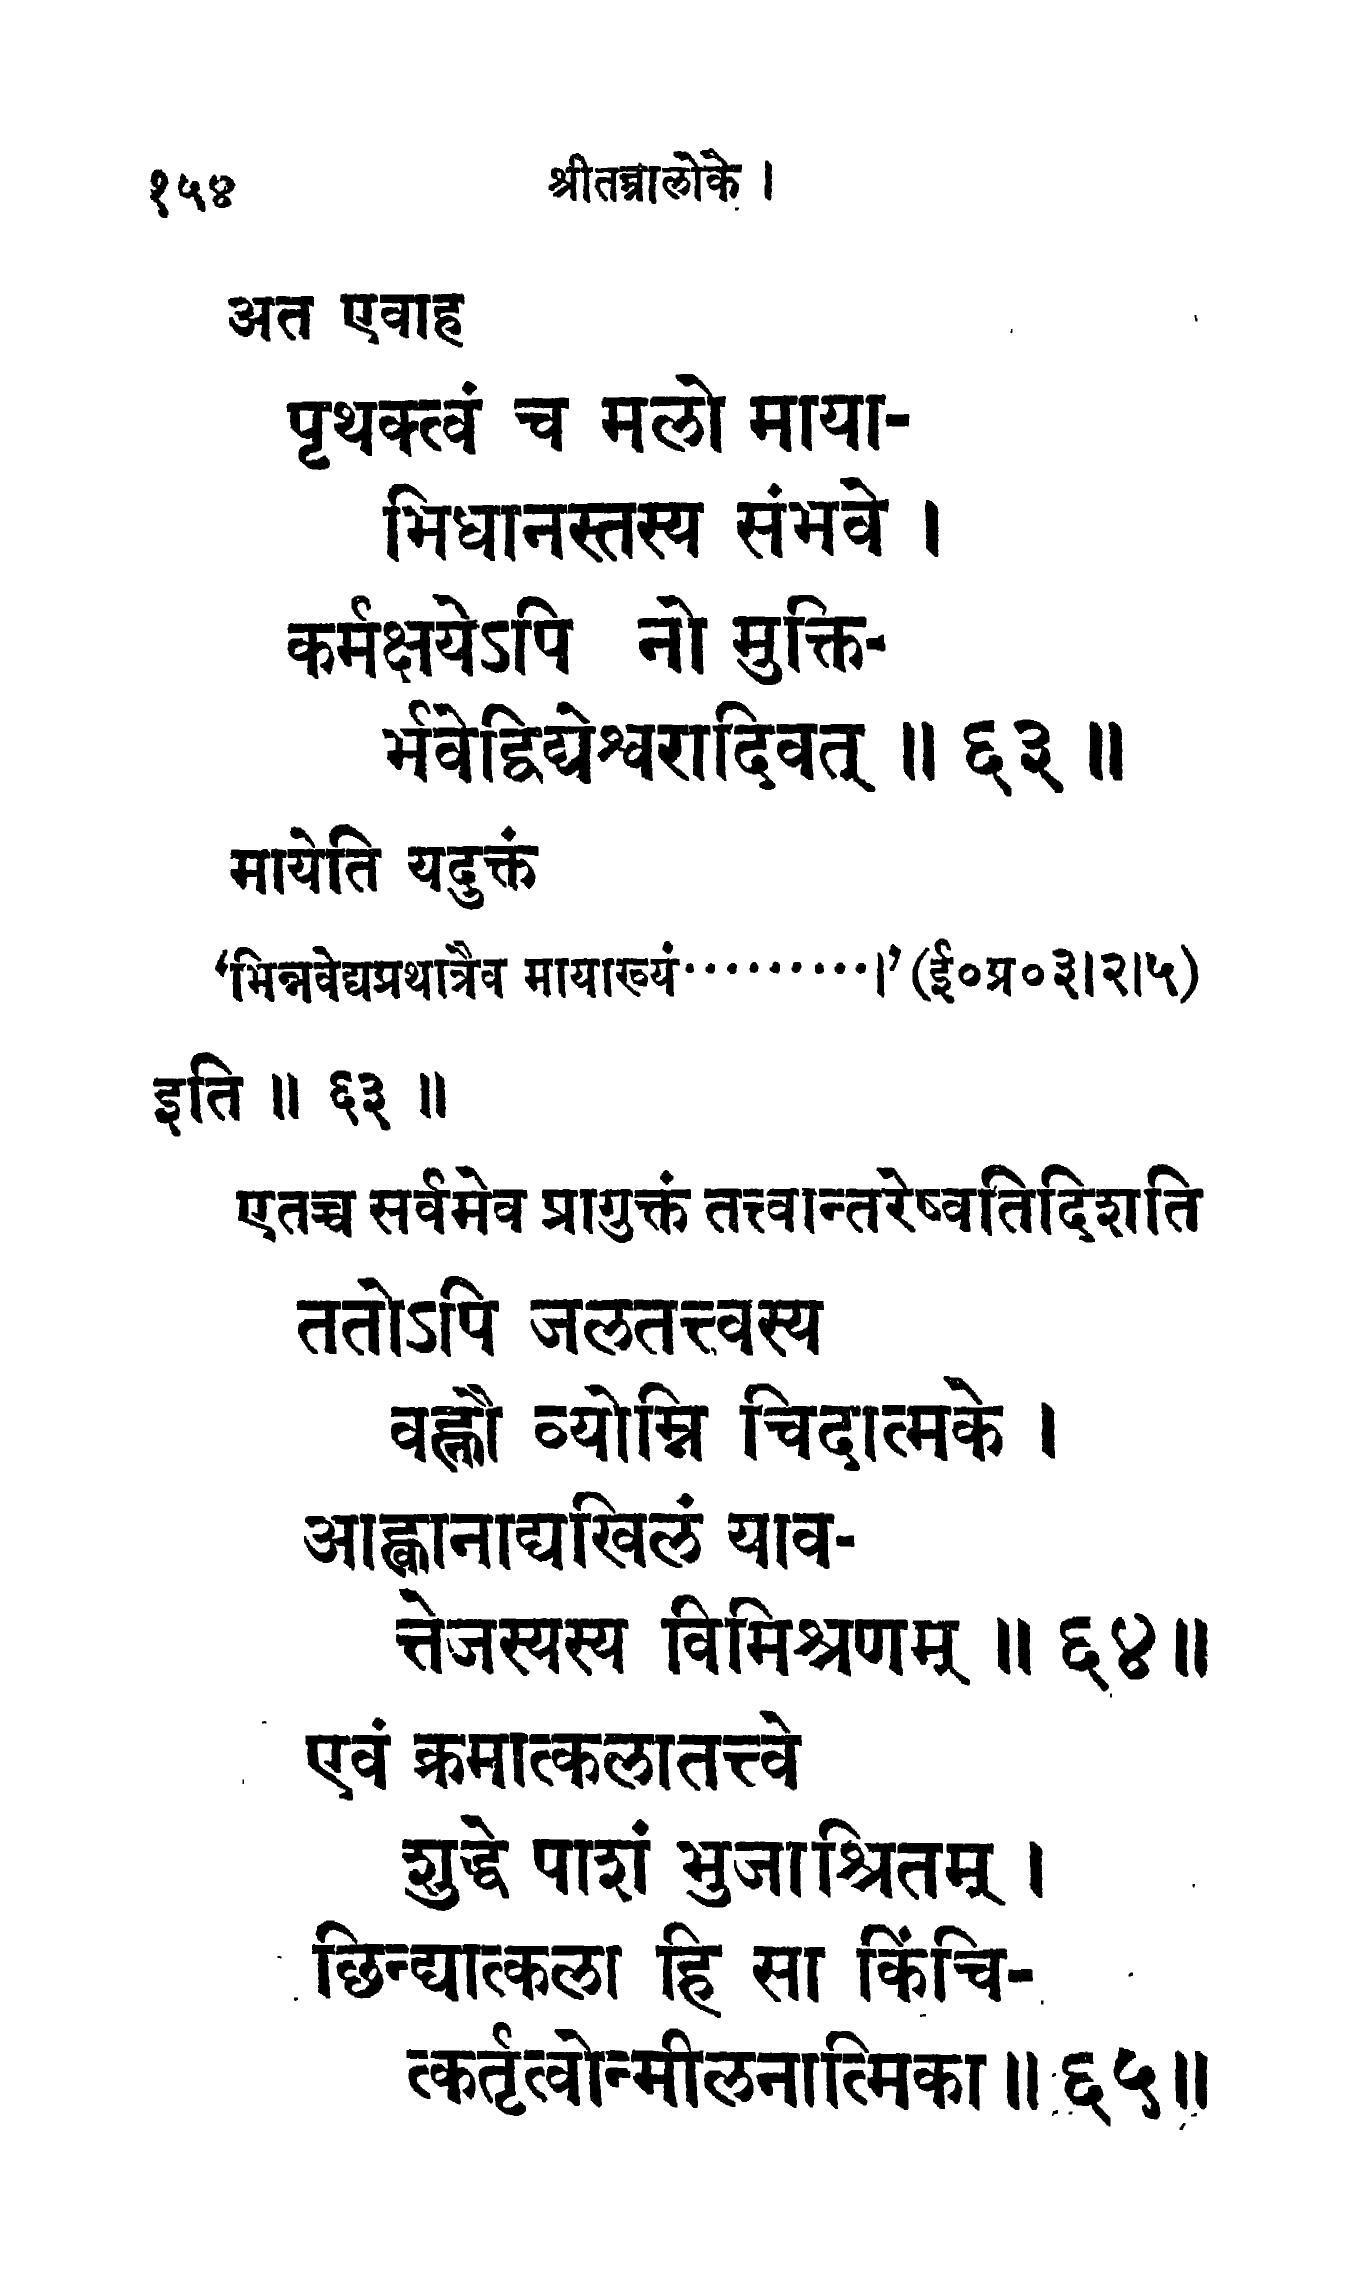 १५४ श्रीतन्त्रालोके ।
अत एवाह
पृथक्त्वं च मलो माया-
भिधानस्तस्य संभवे ।
कर्मक्षयेऽपि नो मुक्ति-
र्भवेद्विद्येश्वरादिवत् ॥ ६३ ॥
मायेति यदुक्तं
‘भिन्नवेद्यप्रथात्रैव मायाख्यं·········।’ (ई०प्र०३।२।५)
इति ॥ ६३ ॥
एतच्च सर्वमेव प्रागुक्तं तत्त्वान्तरेष्वतिदिशति
ततोऽपि जलतत्त्वस्य
वह्नौ व्योम्नि चिदात्मके ।
आह्वानाद्यखिलं याव-
त्तेजस्यस्य विमिश्रणम् ॥ ६४ ॥
एवं क्रमात्कलातत्त्वे
शुद्धे पाशं भुजाश्रितम् ।
छिन्द्यात्कला हि सा किंचि-
त्कर्तृत्वोन्मीलनात्मिका ॥ ६५ ॥